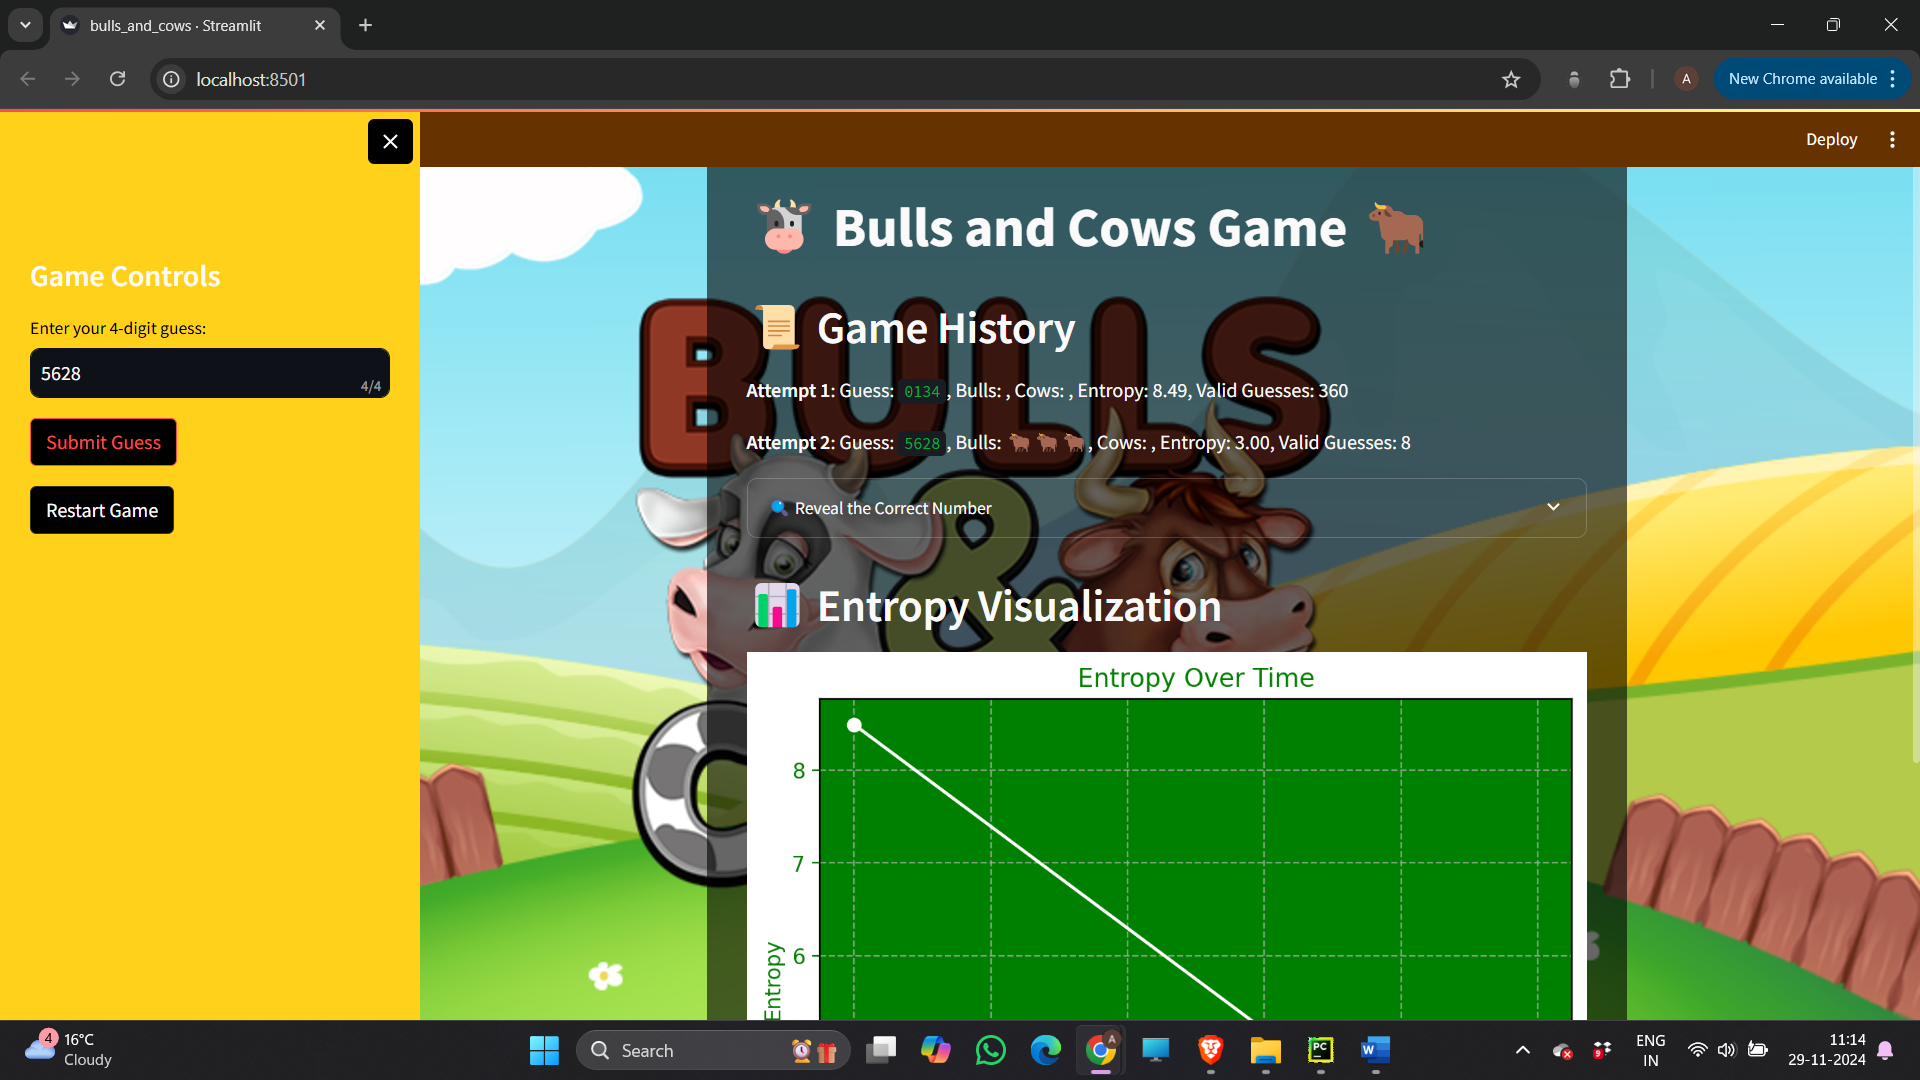 bulls_and_cows · Streamlit
localhost:8501
A
New Chrome available
Deploy
Game Controls
Enter your 4-digit guess:
5628
4/4
Submit Guess
Restart Game
Bulls and Cows Game
BULLS
&
Game History
Attempt 1: Guess: 0134 , Bulls: , Cows: , Entropy: 8.49, Valid Guesses: 360
Attempt 2: Guess: 5628 , Bulls: 🐂 🐂 🐂 , Cows: , Entropy: 3.00, Valid Guesses: 8
Reveal the Correct Number
Entropy Visualization
Entropy Over Time
8
7
6
Entropy
4
16°C
Cloudy
Search
A
PC
W
9
ENG
IN
11:14
29-11-2024